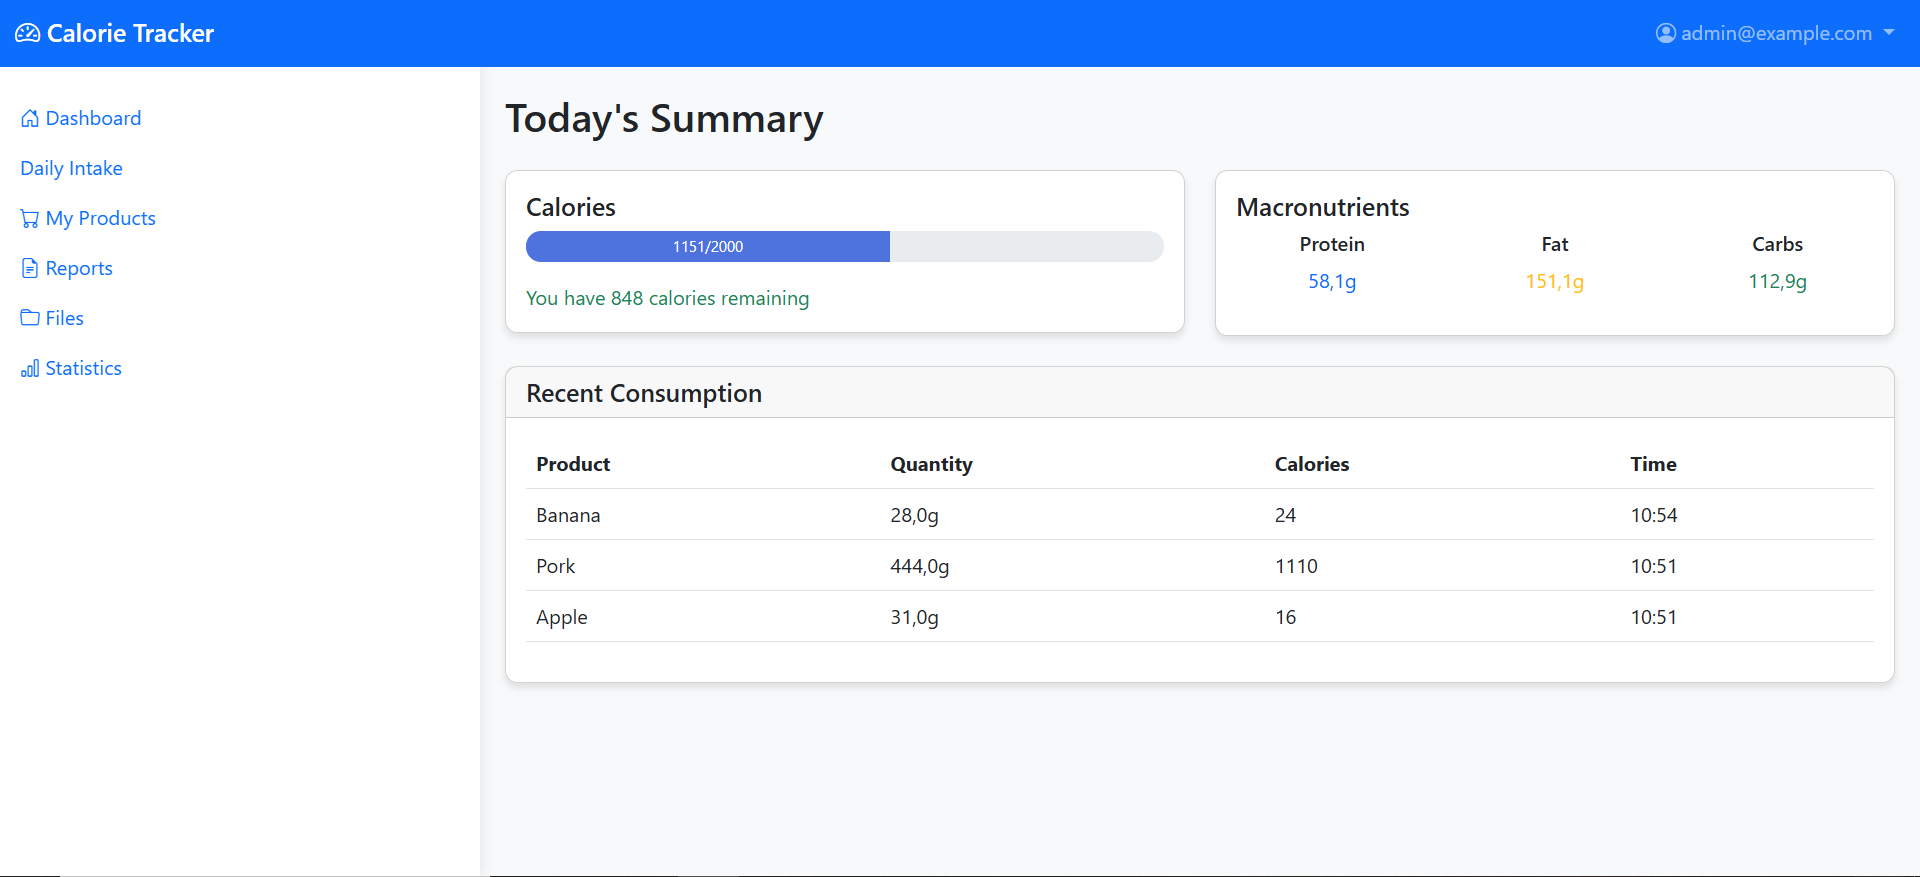 Calorie Tracker
admin@example.com
Dashboard
Daily Intake
My Products
Reports
Files
Statistics
Today's Summary
Calories
1151/2000
You have 848 calories remaining
Macronutrients
Protein Fat Carbs
58,1g 151,1g 112,9g
Recent Consumption
Product Quantity Calories Time
Banana 28,0g 24 10:54
Pork 444,0g 1110 10:51
Apple 31,0g 16 10:51